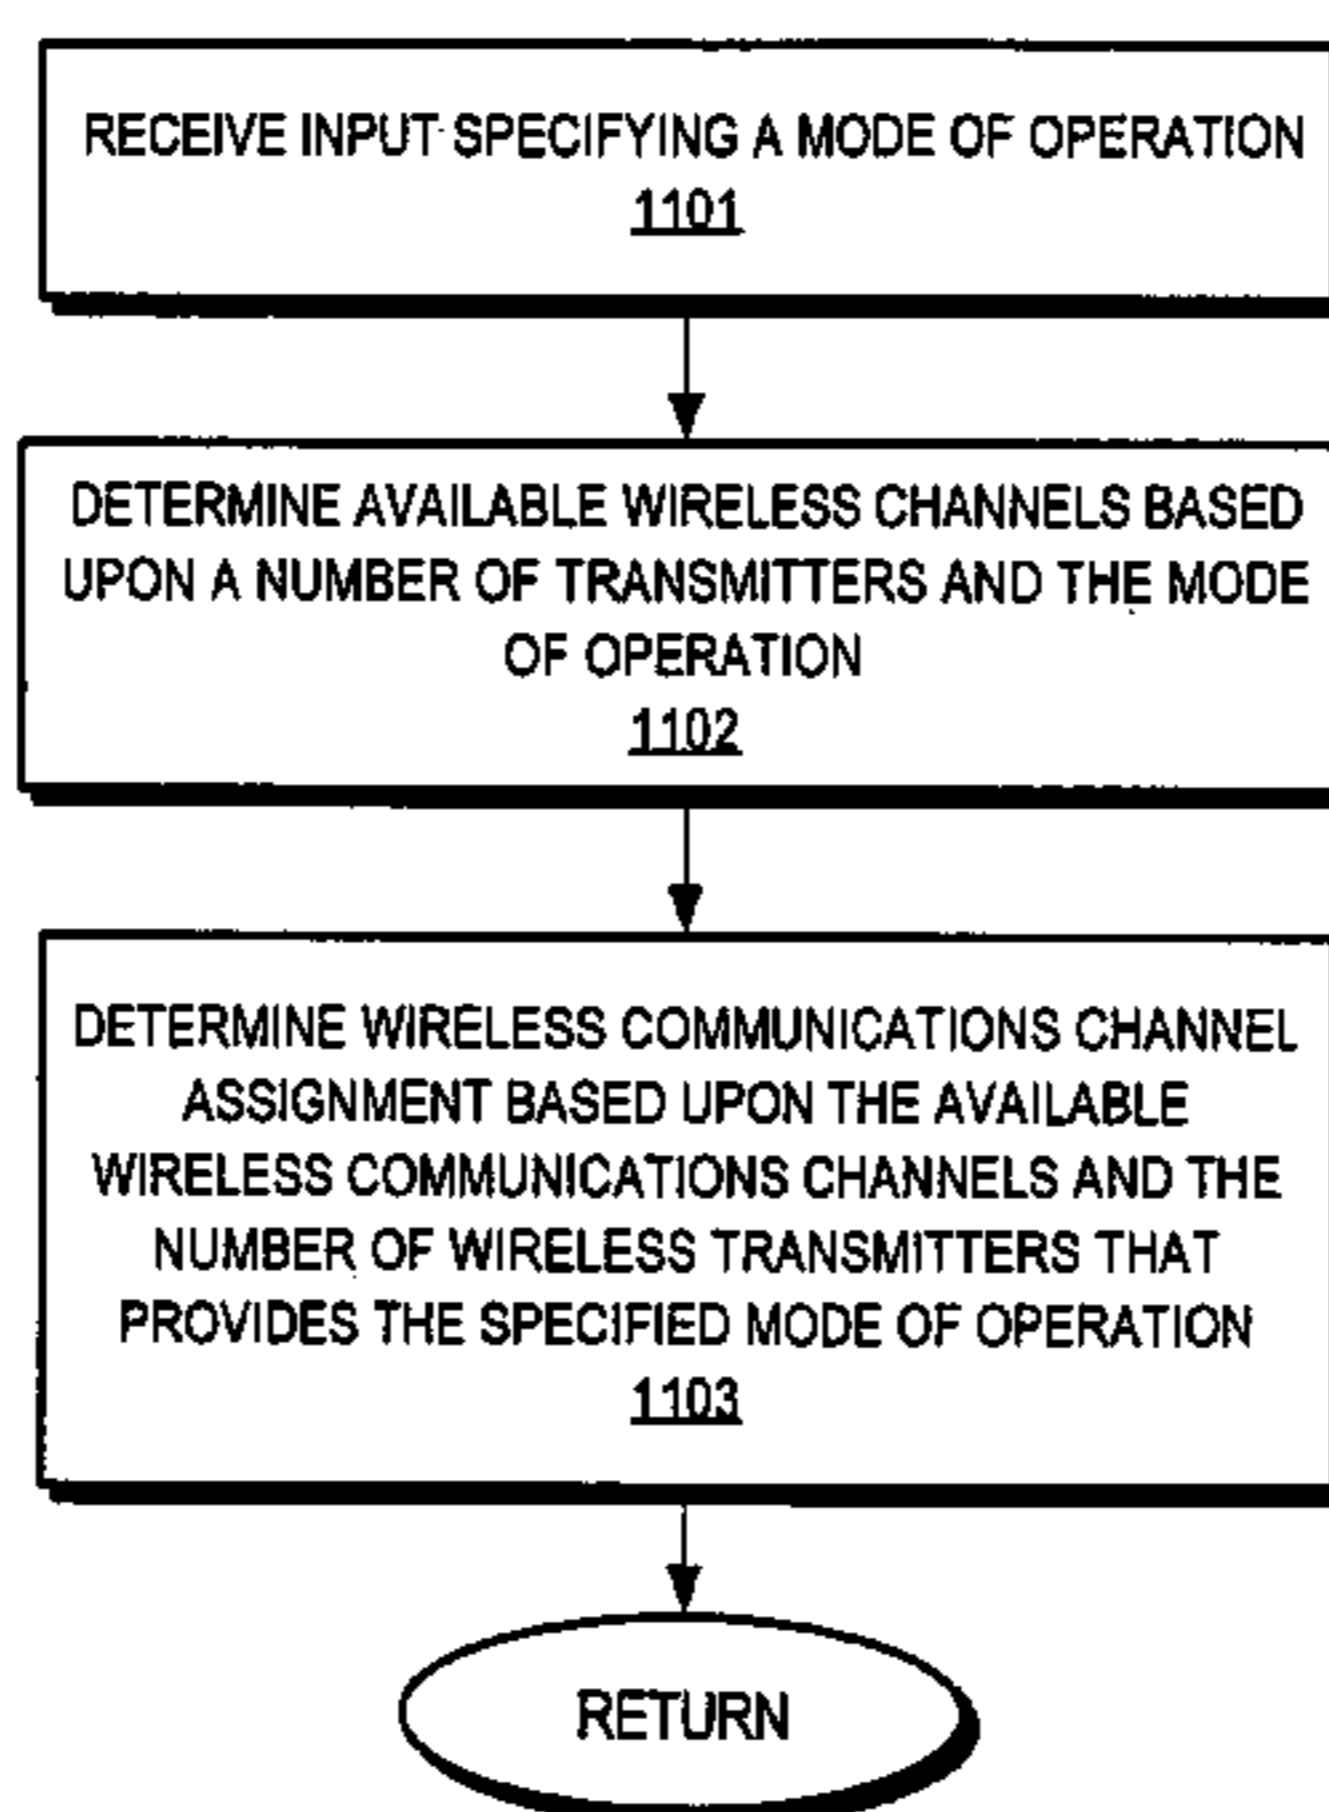 RECEIVE INPUT SPECIFYING A MODE OF OPERATION
1101
DETERMINE AVAILABLE WIRELESS CHANNELS BASED
UPON A NUMBER OF TRANSMITTERS AND THE MODE
OF OPERATION
1102
DETERMINE WIRELESS COMMUNICATIONS CHANNEL
ASSIGNMENT BASED UPON THE AVAILABLE
WIRELESS COMMUNICATIONS CHANNELS AND THE
NUMBER OF WIRELESS TRANSMITTERS THAT
PROVIDES THE SPECIFIED MODE OF OPERATION
1103
RETURN